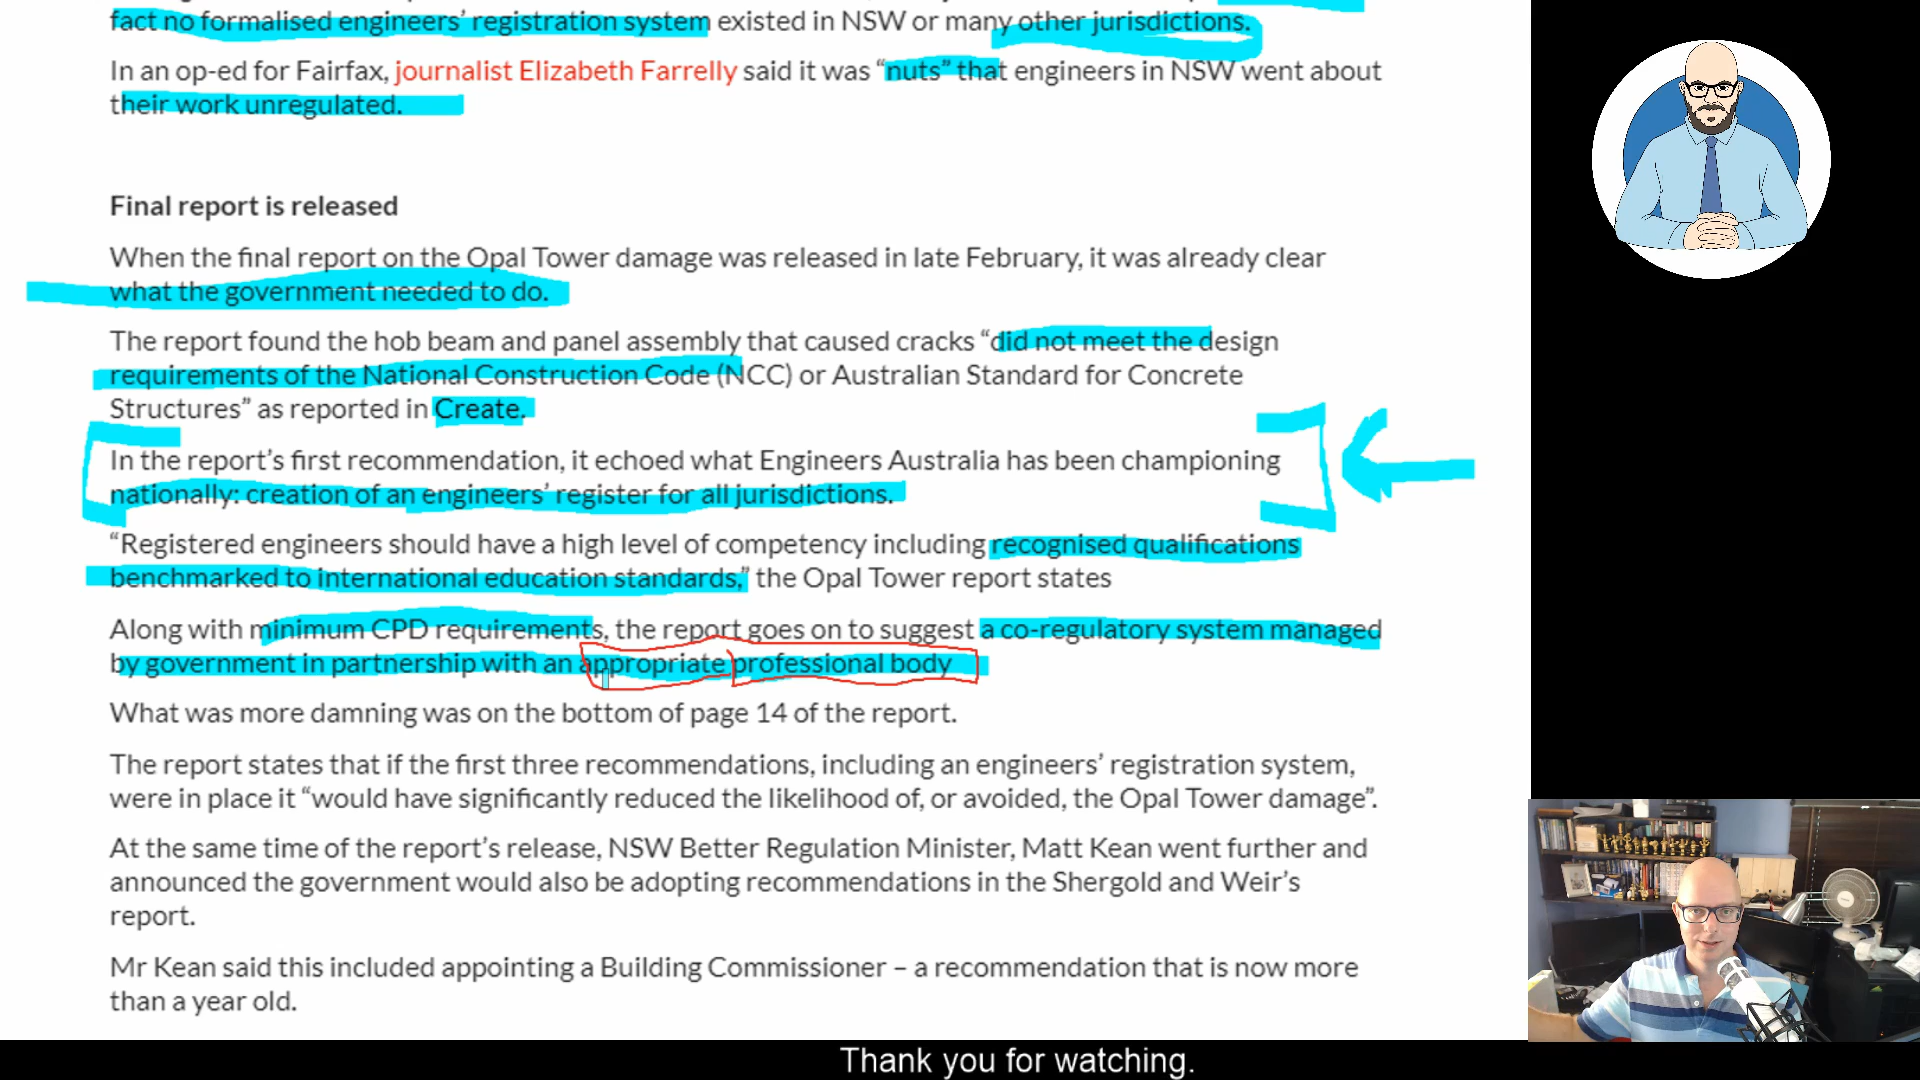 fact no formalised engineers’ registration system existed in NSW or many other jurisdictions.
In an op-ed for Fairfax, journalist Elizabeth Farrelly said it was “nuts” that engineers in NSW went about
their work unregulated.
Final report is released
When the final report on the Opal Tower damage was released in late February, it was already clear
what the government needed to do.
The report found the hob beam and panel assembly that caused cracks “did not meet the design
requirements of the National Construction Code (NCC) or Australian Standard for Concrete
Structures” as reported in Create.
In the report’s first recommendation, it echoed what Engineers Australia has been championing
nationally: creation of an engineers’ register for all jurisdictions.
“Registered engineers should have a high level of competency including recognised qualifications
benchmarked to international education standards,” the Opal Tower report states
Along with minimum CPD requirements, the report goes on to suggest a co-regulatory system managed
by government in partnership with an appropriate professional body
What was more damning was on the bottom of page 14 of the report.
The report states that if the first three recommendations, including an engineers’ registration system,
were in place it “would have significantly reduced the likelihood of, or avoided, the Opal Tower damage”.
At the same time of the report’s release, NSW Better Regulation Minister, Matt Kean went further and
announced the government would also be adopting recommendations in the Shergold and Weir’s
report.
Mr Kean said this included appointing a Building Commissioner – a recommendation that is now more
than a year old.
Thank you for watching.